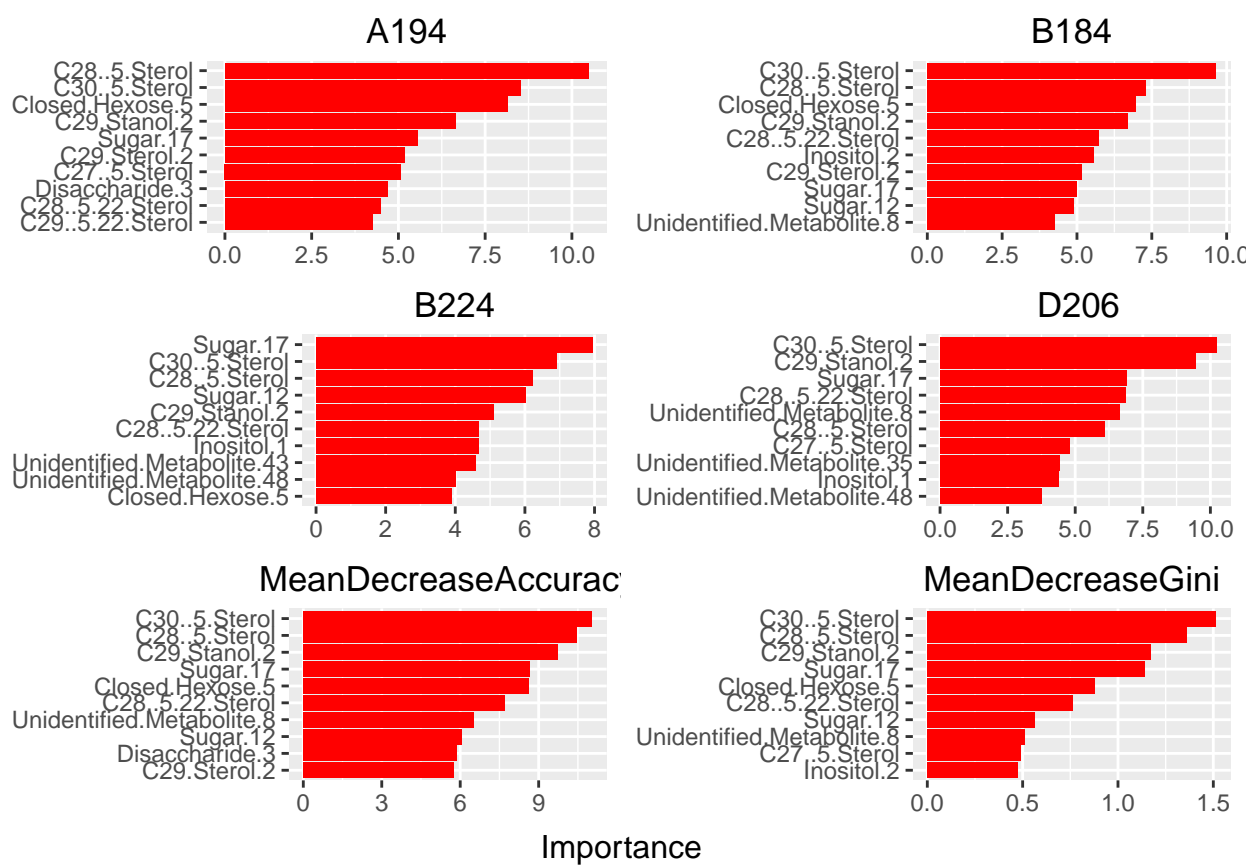 A194
C28..5.Sterol
C30..5.Sterol
Closed.Hexose.5
C29.Stanol.2
Sugar.17
C29.Sterol.2
C27..5.Sterol
Disaccharide.3
C28..5.22.Sterol
C29..5.22.Sterol
0.0 2.5 5.0 7.5 10.0
B184
C30..5.Sterol
C28..5.Sterol
Closed.Hexose.5
C29.Stanol.2
C28..5.22.Sterol
Inositol.2
C29.Sterol.2
Sugar.17
Sugar.12
Unidentified.Metabolite.8
0.0 2.5 5.0 7.5 10.0
B224
Sugar.17
C30..5.Sterol
C28..5.Sterol
Sugar.12
C29.Stanol.2
C28..5.22.Sterol
Inositol.1
Unidentified.Metabolite.43
Unidentified.Metabolite.48
Closed.Hexose.5
0 2 4 6 8
D206
C30..5.Sterol
C29.Stanol.2
Sugar.17
C28..5.22.Sterol
Unidentified.Metabolite.8
C28..5.Sterol
C27..5.Sterol
Unidentified.Metabolite.35
Inositol.1
Unidentified.Metabolite.48
0.0 2.5 5.0 7.5 10.0
MeanDecreaseAccuracy
C30..5.Sterol
C28..5.Sterol
C29.Stanol.2
Sugar.17
Closed.Hexose.5
C28..5.22.Sterol
Unidentified.Metabolite.8
Sugar.12
Disaccharide.3
C29.Sterol.2
0 3 6 9
MeanDecreaseGini
C30..5.Sterol
C28..5.Sterol
C29.Stanol.2
Sugar.17
Closed.Hexose.5
C28..5.22.Sterol
Sugar.12
Unidentified.Metabolite.8
C27..5.Sterol
Inositol.2
0.0 0.5 1.0 1.5
Importance